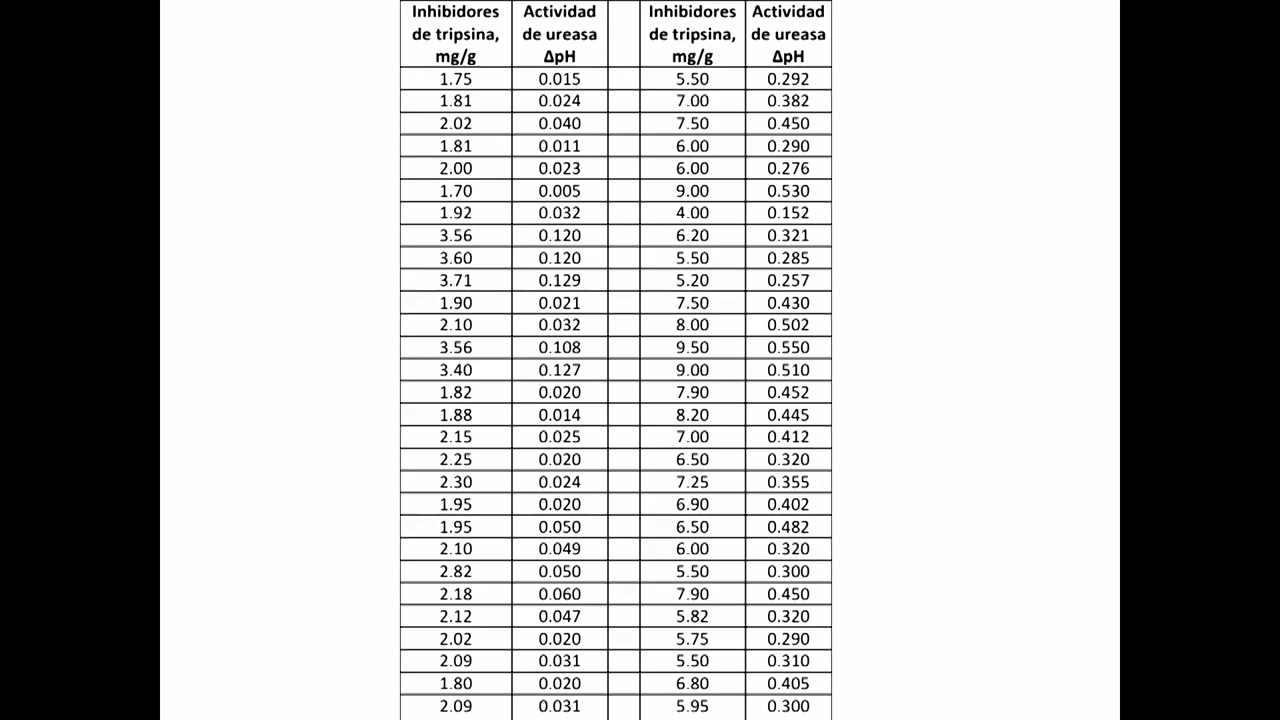 Inhibidores Actividad Inhibidores Actividad
de tripsina, de ureasa de tripsina, de ureasa
mg/g ΔpH mg/g ΔpH
1.75 0.015 5.50 0.292
1.81 0.024 7.00 0.382
2.02 0.040 7.50 0.450
1.81 0.011 6.00 0.290
2.00 0.023 6.00 0.276
1.70 0.005 9.00 0.530
1.92 0.032 4.00 0.152
3.56 0.120 6.20 0.321
3.60 0.120 5.50 0.285
3.71 0.129 5.20 0.257
1.90 0.021 7.50 0.430
2.10 0.032 8.00 0.502
3.56 0.108 9.50 0.550
3.40 0.127 9.00 0.510
1.82 0.020 7.90 0.452
1.88 0.014 8.20 0.445
2.15 0.025 7.00 0.412
2.25 0.020 6.50 0.320
2.30 0.024 7.25 0.355
1.95 0.020 6.90 0.402
1.95 0.050 6.50 0.482
2.10 0.049 6.00 0.320
2.82 0.050 5.50 0.300
2.18 0.060 7.90 0.450
2.12 0.047 5.82 0.320
2.02 0.020 5.75 0.290
2.09 0.031 5.50 0.310
1.80 0.020 6.80 0.405
2.09 0.031 5.95 0.300